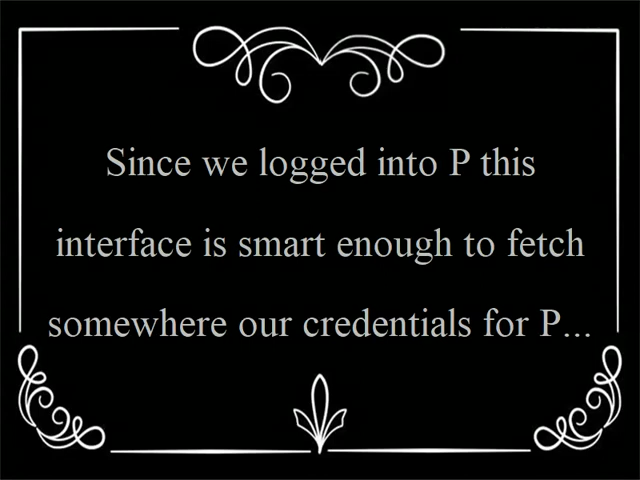 Since we logged into P this
interface is smart enough to fetch
somewhere our credentials for P...